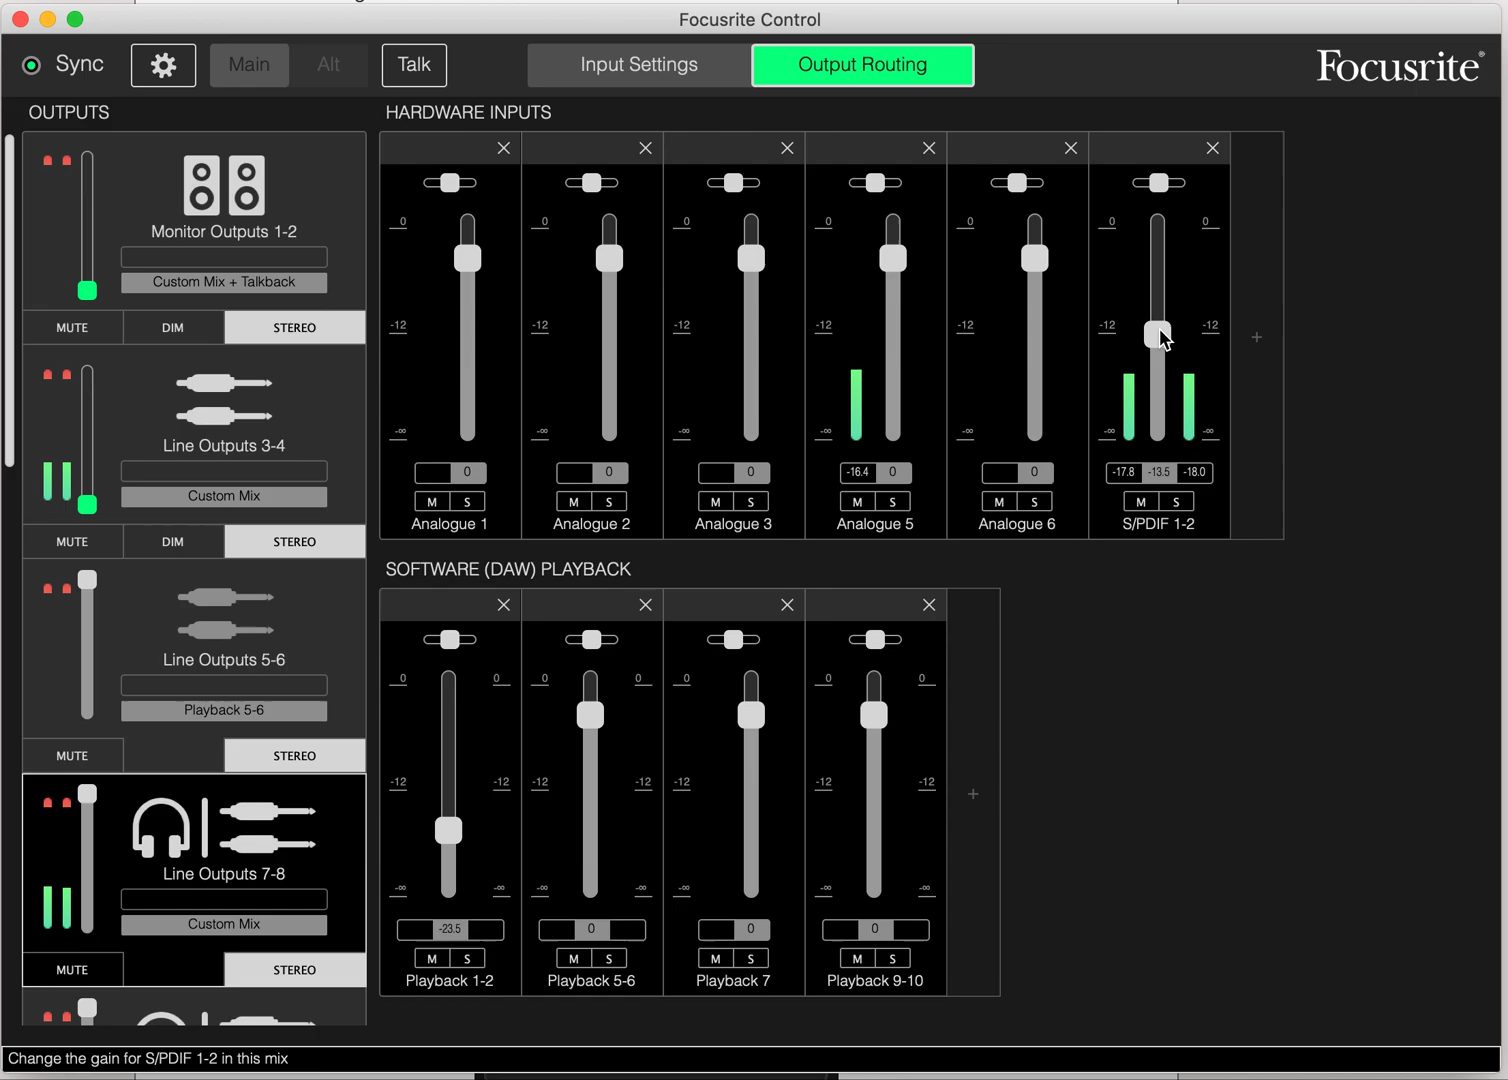 Focusrite Control
Sync
Main
Alt
Talk
Input Settings
Output Routing
Focusrite®
OUTPUTS
Monitor Outputs 1-2
Custom Mix + Talkback
MUTE DIM STEREO
Line Outputs 3-4
Custom Mix
MUTE DIM STEREO
Line Outputs 5-6
Playback 5-6
MUTE STEREO
Line Outputs 7-8
Custom Mix
MUTE STEREO
HARDWARE INPUTS
0 0 0 0 0 0 0
-12 -12 -12 -12 -12 -12 -12
-∞ -∞ -∞ -∞ -∞ -∞ -∞
0 0 0 -16.4 0 0 -17.8 -13.5 -18.0
M S M S M S M S M S M S
Analogue 1 Analogue 2 Analogue 3 Analogue 5 Analogue 6 S/PDIF 1-2
+
SOFTWARE (DAW) PLAYBACK
0 0 0 0 0 0 0
-12 -12 -12 -12 -12 -12 -12
-∞ -∞ -∞ -∞ -∞ -∞ -∞
-23.5 0 0 0
M S M S M S M S
Playback 1-2 Playback 5-6 Playback 7 Playback 9-10
+
Change the gain for S/PDIF 1-2 in this mix